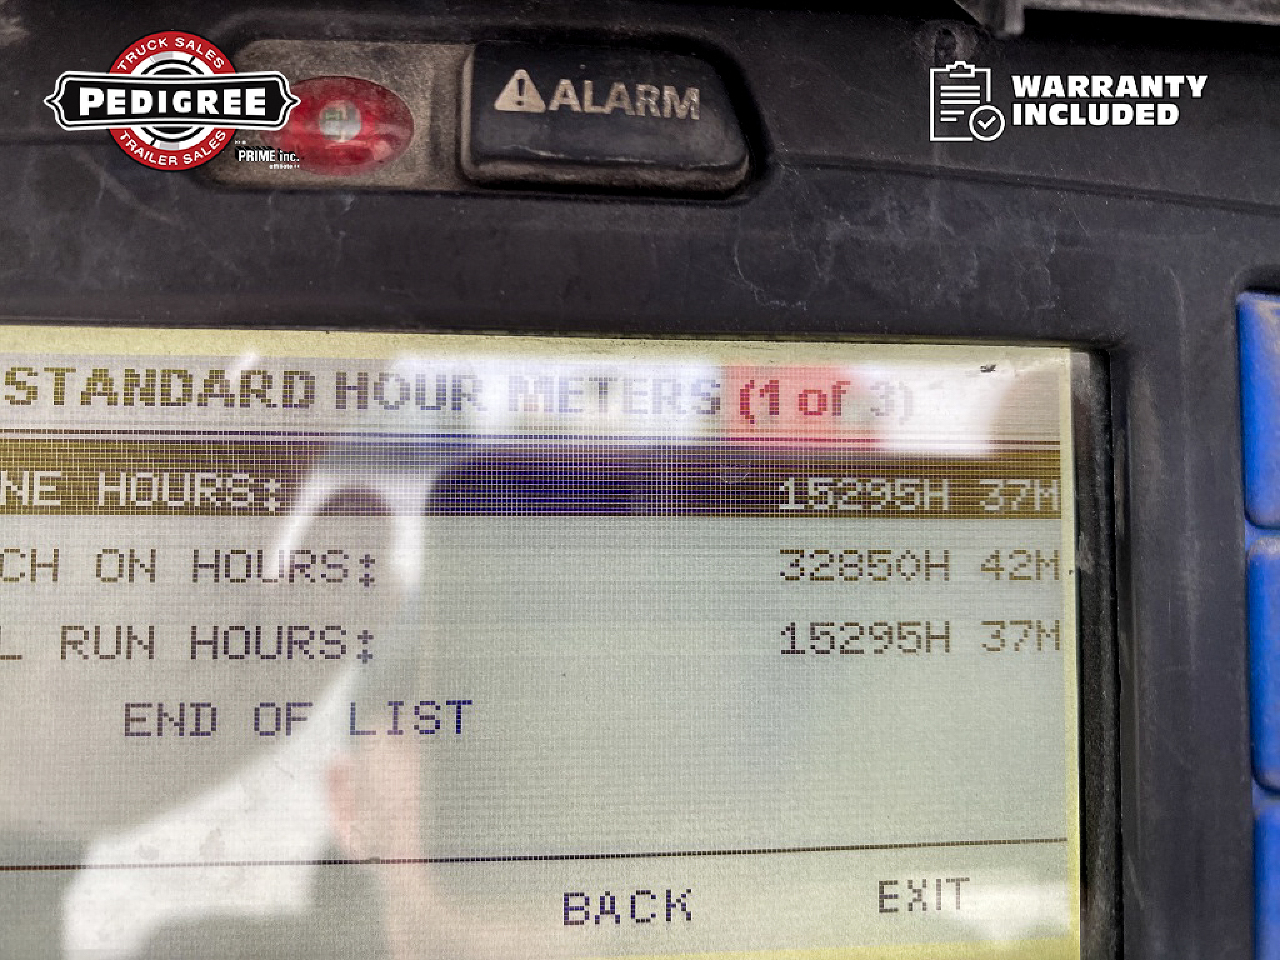 TRUCK SALES
PEDIGREE
TRAILER SALES
PRIME inc.
WARRANTY
INCLUDED
ALARM
STANDARD HOUR METERS (1 of 3)
NE HOURS: 15295H 37M
CH ON HOURS: 32850H 42M
L RUN HOURS: 15295H 37M
END OF LIST
BACK EXIT